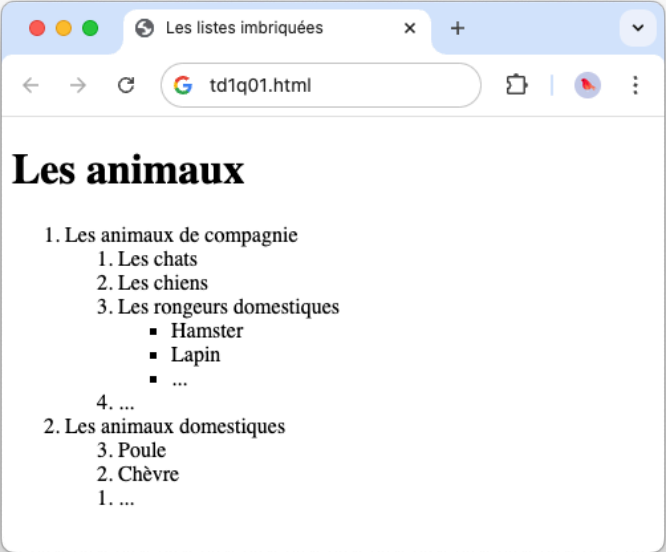 Les listes imbriquées
td1q01.html
Les animaux
1. Les animaux de compagnie
1. Les chats
2. Les chiens
3. Les rongeurs domestiques
▪ Hamster
▪ Lapin
▪ ...
4. ...
2. Les animaux domestiques
3. Poule
2. Chèvre
1. ...